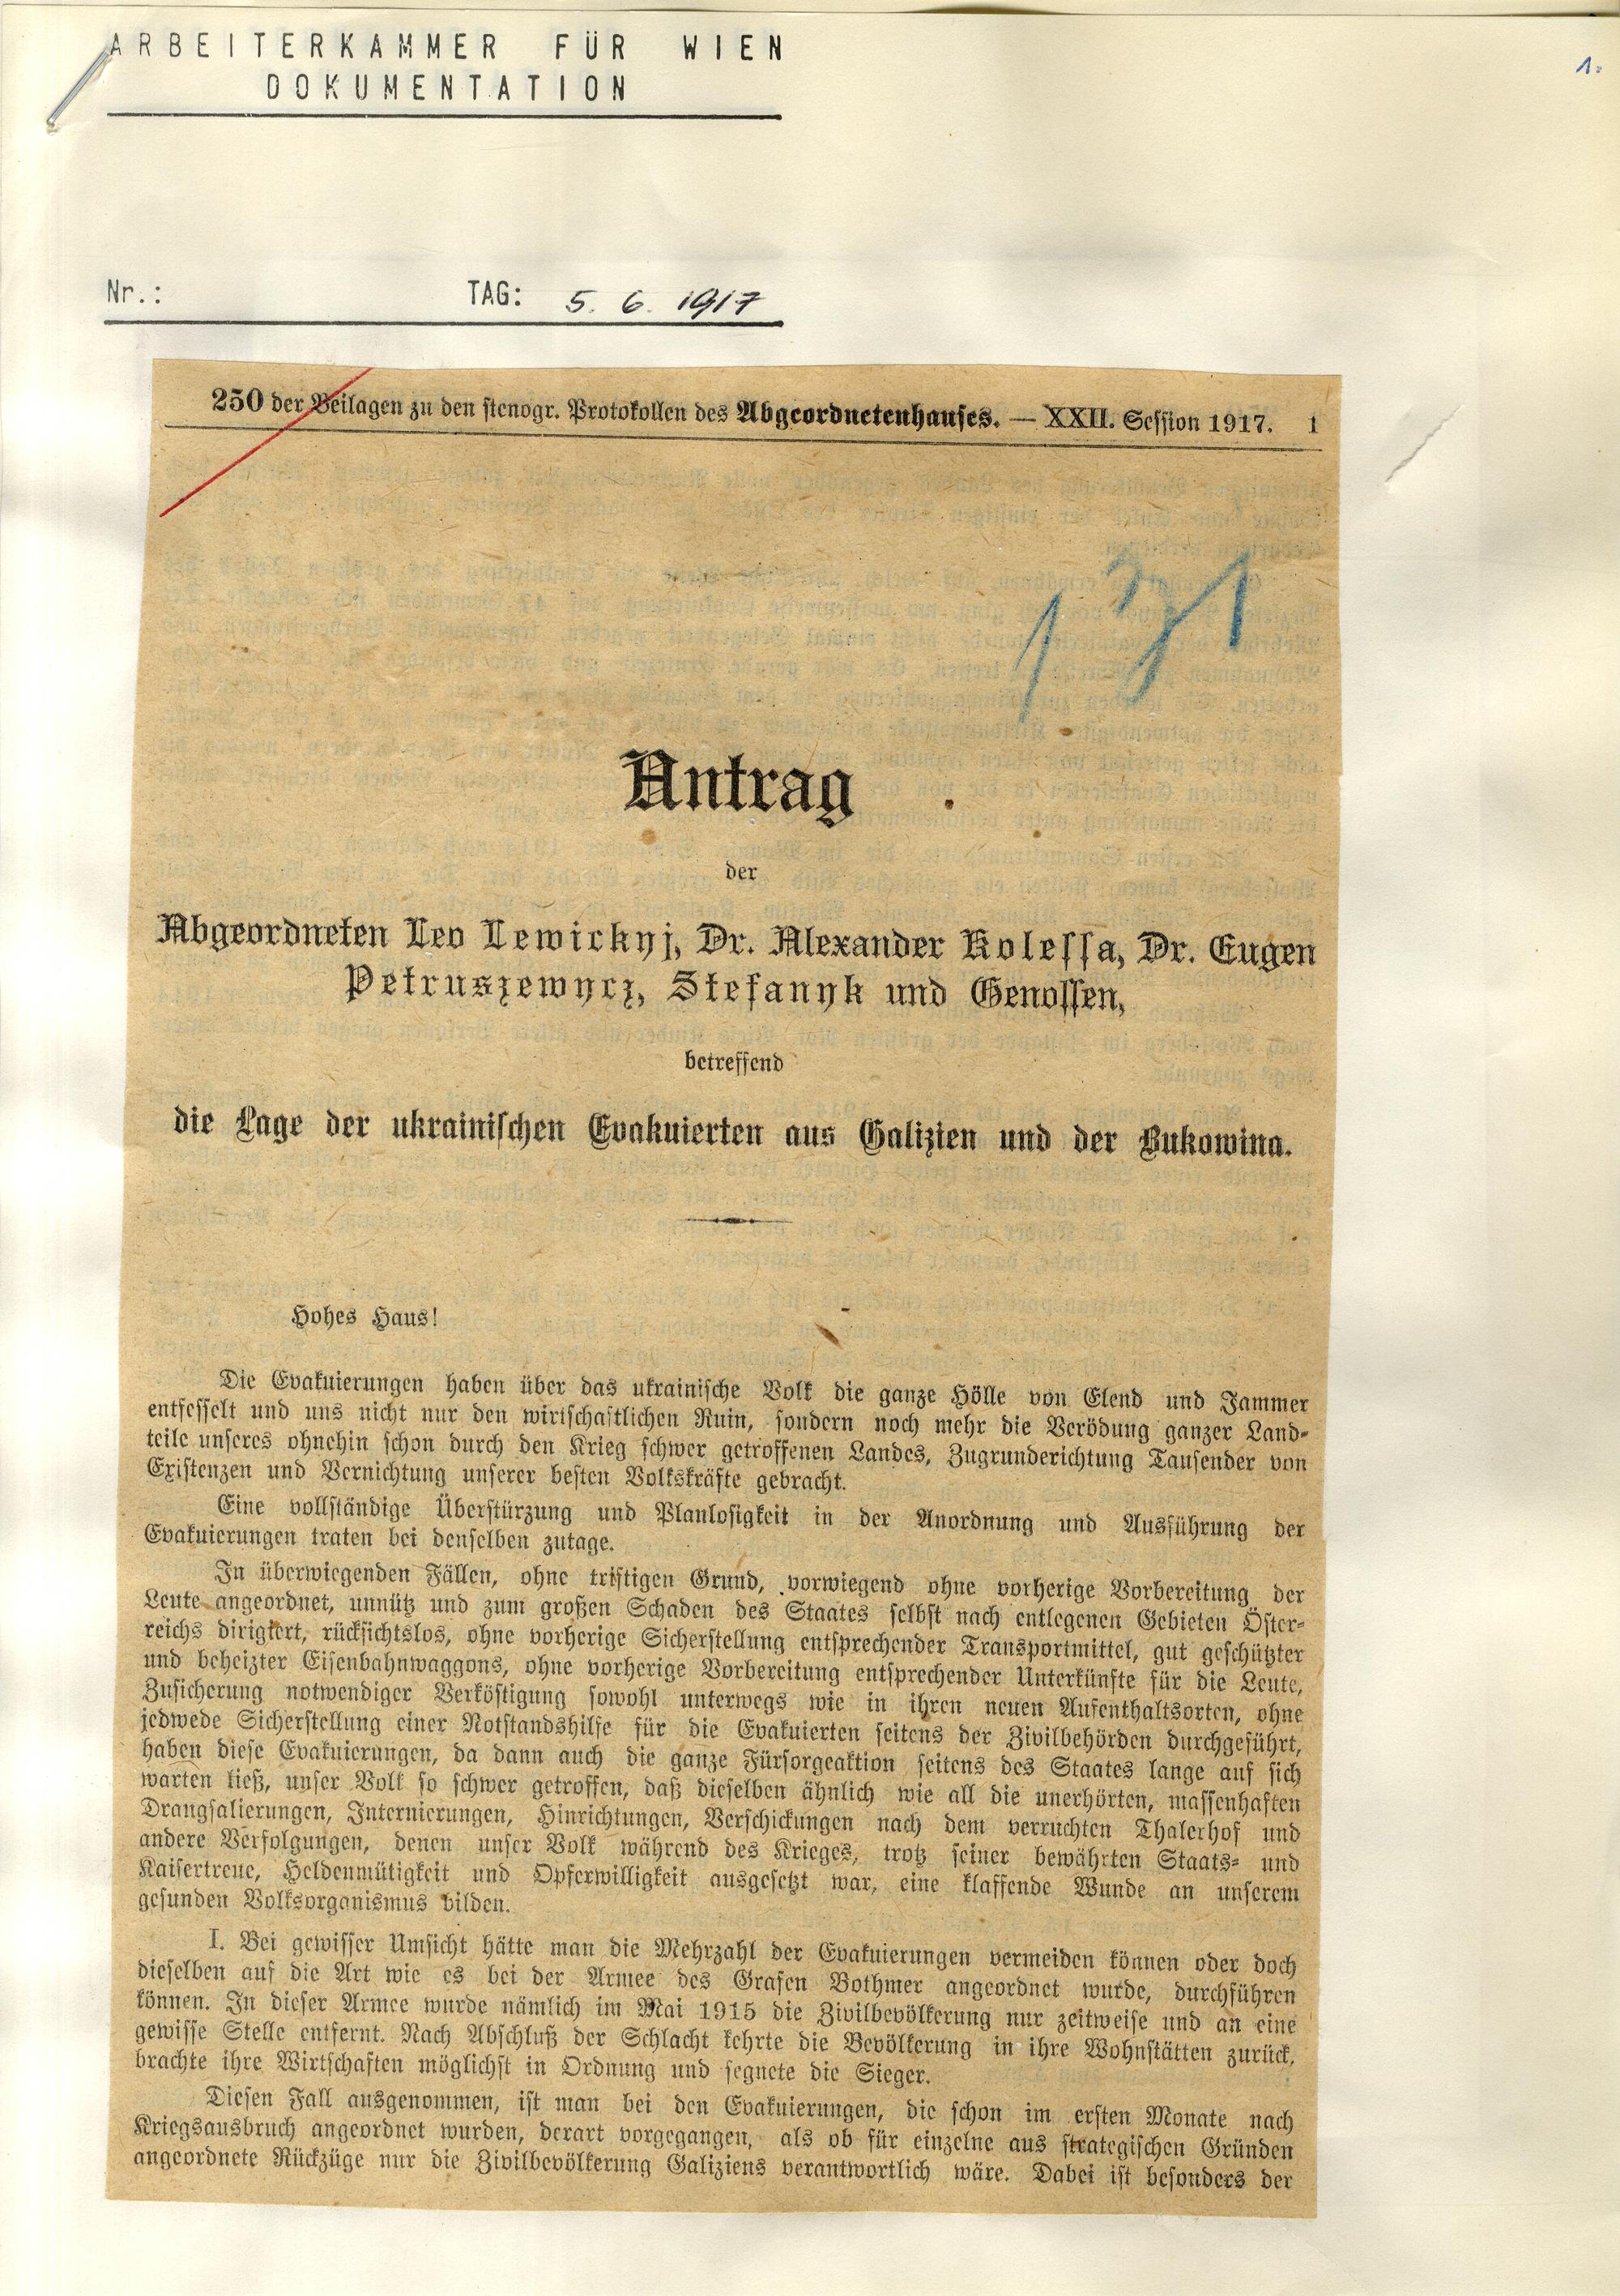 ARBEITERKAMMER FÜR WIEN
DOKUMENTATION
1.
Nr.: TAG: 5. 6. 1917
250 der Beilagen zu den stenogr. Protokollen des Abgeordnetenhauses. — XXII. Session 1917. 1
Antrag
der
Abgeordneten Leo Lewickyj, Dr. Alexander Kolessa, Dr. Eugen
Petruszewycz, Stefanyk und Genossen,
betreffend
die Lage der ukrainischen Evakuierten aus Galizien und der Bukowina.
Hohes Haus!
Die Evakuierungen haben über das ukrainische Volk die ganze Hölle von Elend und Jammer
entfesselt und uns nicht nur den wirtschaftlichen Ruin, sondern noch mehr die Verödung ganzer Land-
teile unseres ohnehin schon durch den Krieg schwer getroffenen Landes, Zugrunderichtung Tausender von
Existenzen und Vernichtung unserer besten Volkskräfte gebracht.
Eine vollständige Überstürzung und Planlosigkeit in der Anordnung und Ausführung der
Evakuierungen traten bei denselben zutage.
In überwiegenden Fällen, ohne triftigen Grund, vorwiegend ohne vorherige Vorbereitung der
Leute angeordnet, unnütz und zum großen Schaden des Staates selbst nach entlegenen Gebieten Öster-
reichs dirigiert, rücksichtslos, ohne vorherige Sicherstellung entsprechender Transportmittel, gut geschützter
und beheizter Eisenbahnwaggons, ohne vorherige Vorbereitung entsprechender Unterkünfte für die Leute,
Zusicherung notwendiger Verköstigung sowohl unterwegs wie in ihren neuen Aufenthaltsorten, ohne
jedwede Sicherstellung einer Notstandshilfe für die Evakuierten seitens der Zivilbehörden durchgeführt,
haben diese Evakuierungen, da dann auch die ganze Fürsorgeaktion seitens des Staates lange auf sich
warten ließ, unser Volk so schwer getroffen, daß dieselben ähnlich wie all die unerhörten, massenhaften
Drangsalierungen, Internierungen, Hinrichtungen, Verschickungen nach dem verruchten Thalerhof und
andere Verfolgungen, denen unser Volk während des Krieges, trotz seiner bewährten Staats- und
Kaisertreue, Heldenmütigkeit und Opferwilligkeit ausgesetzt war, eine klaffende Wunde an unserem
gesunden Volksorganismus bilden.
I. Bei gewisser Umsicht hätte man die Mehrzahl der Evakuierungen vermeiden können oder doch
dieselben auf die Art wie es bei der Armee des Grafen Bothmer angeordnet wurde, durchführen
können. In dieser Armee wurde nämlich im Mai 1915 die Zivilbevölkerung nur zeitweise und an eine
gewisse Stelle entfernt. Nach Abschluß der Schlacht kehrte die Bevölkerung in ihre Wohnstätten zurück,
brachte ihre Wirtschaften möglichst in Ordnung und segnete die Sieger.
Diesen Fall ausgenommen, ist man bei den Evakuierungen, die schon im ersten Monate nach
Kriegsausbruch angeordnet wurden, derart vorgegangen, als ob für einzelne aus strategischen Gründen
angeordnete Rückzüge nur die Zivilbevölkerung Galiziens verantwortlich wäre. Dabei ist besonders der